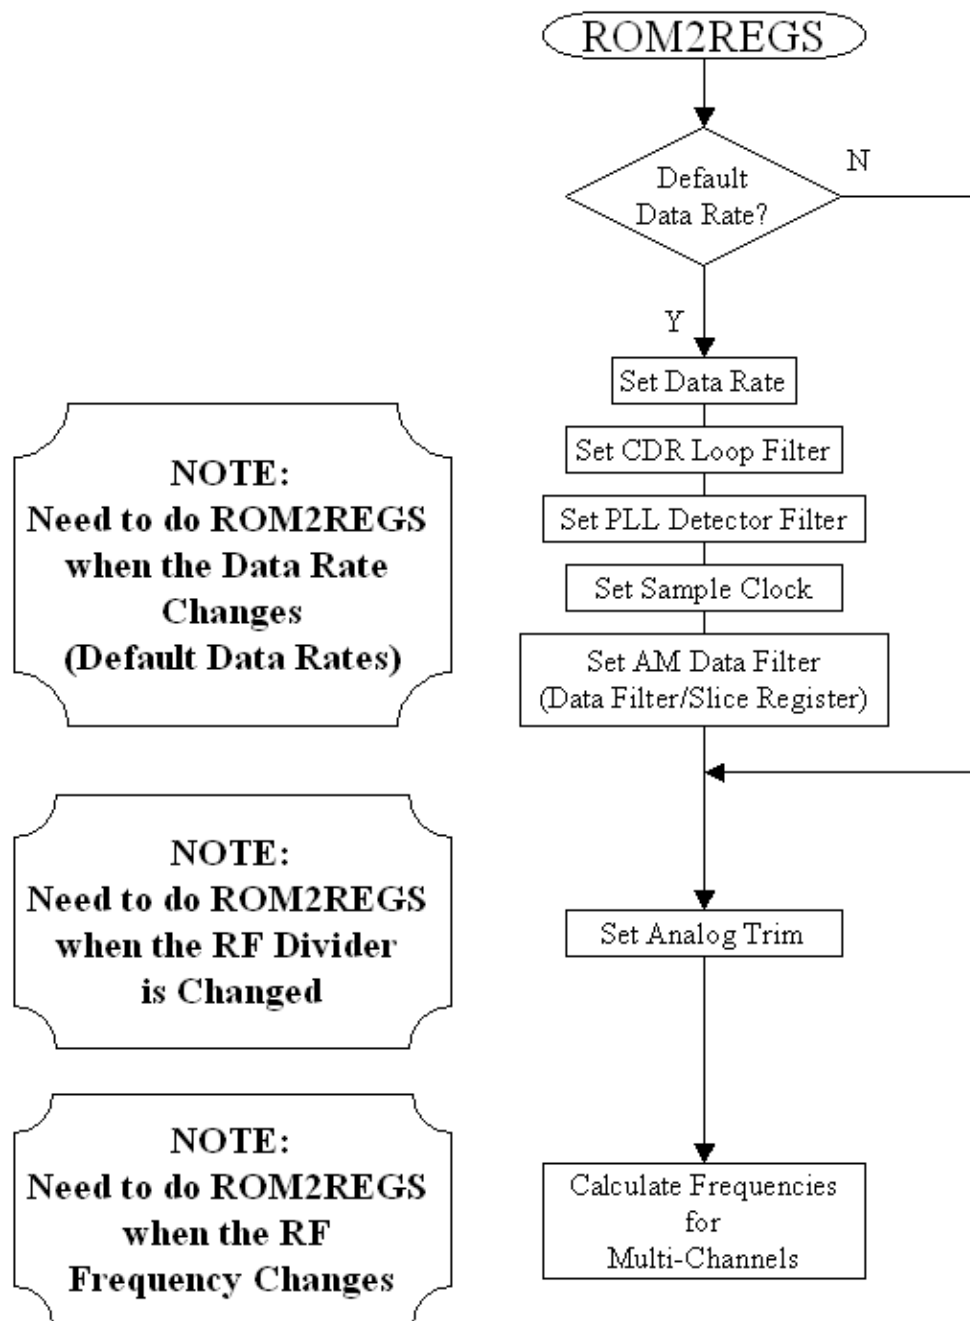 ROM2REGS
Default
Data Rate?
N
Y
Set Data Rate
Set CDR Loop Filter
Set PLL Detector Filter
Set Sample Clock
Set AM Data Filter
(Data Filter/Slice Register)
Set Analog Trim
Calculate Frequencies
for
Multi-Channels
NOTE:
Need to do ROM2REGS
when the Data Rate
Changes
(Default Data Rates)
NOTE:
Need to do ROM2REGS
when the RF Divider
is Changed
NOTE:
Need to do ROM2REGS
when the RF
Frequency Changes